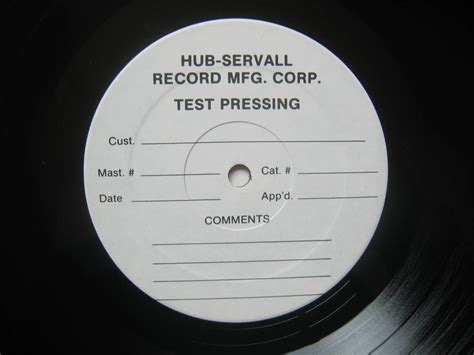 HUB-SERVALL
RECORD MFG. CORP.
TEST PRESSING
Cust.
Mast. # Cat. #
Date App'd.
COMMENTS